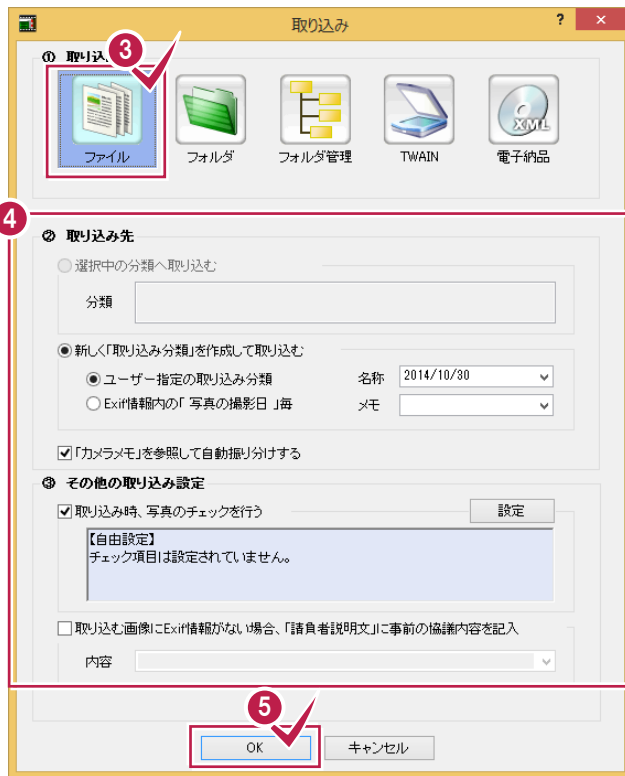 取り込み
?
×
3
① 取り込
ファイル
フォルダ
フォルダ管理
TWAIN
XML
電子納品
4
② 取り込み先
選択中の分類へ取り込む
分類
新しく「取り込み分類」を作成して取り込む
ユーザー指定の取り込み分類
名称
2014/10/30
Exif情報内の「 写真の撮影日 」毎
メモ
「カメラメモ」を参照して自動振り分けする
③ その他の取り込み設定
取り込み時、写真のチェックを行う
設定
【自由設定】
チェック項目は設定されていません。
取り込む画像にExif情報がない場合、「請負者説明文」に事前の協議内容を記入
内容
5
OK
キャンセル